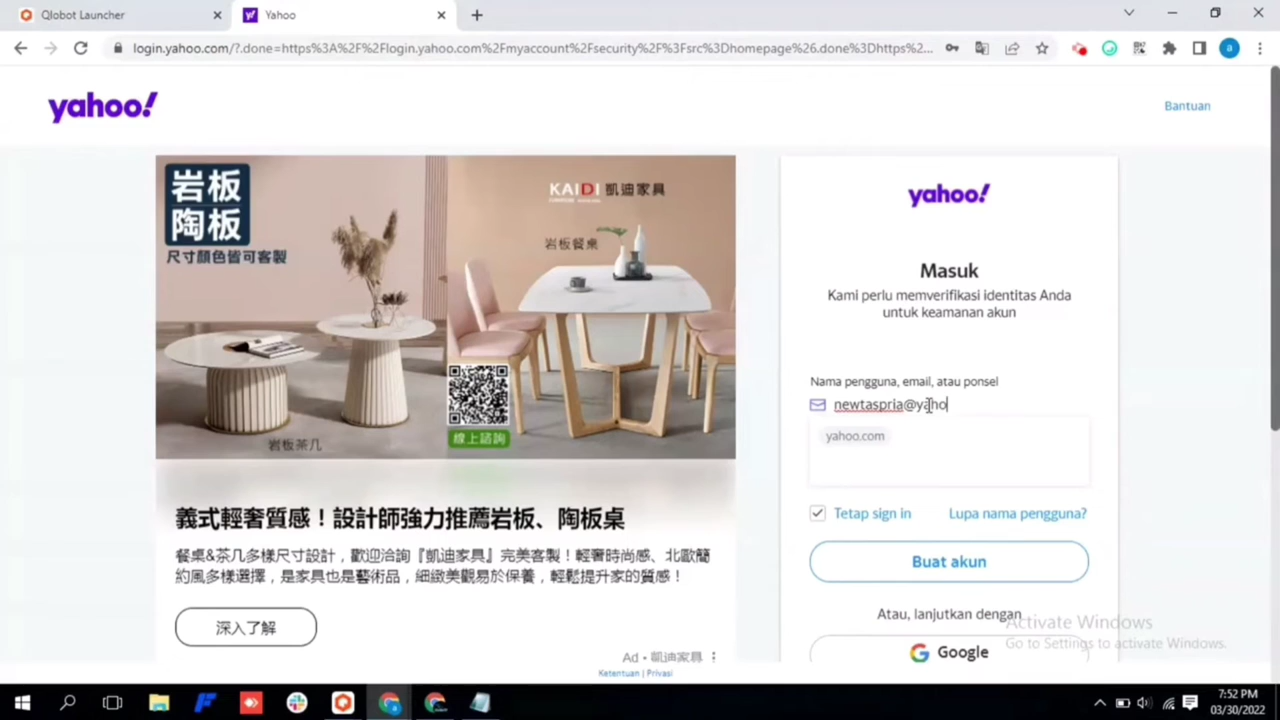 Qlobot Launcher
Yahoo
login.yahoo.com/?.done=https%3A%2F%2Flogin.yahoo.com%2Fmyaccount%2Fsecurity%2F%3Fsrc%3Dhomepage%26.done%3Dhttps%2...
a
yahoo!
Bantuan
岩板
陶板
尺寸顏色皆可客製
KAIDI 凱迪家具
岩板餐桌
岩板茶几
線上諮詢
義式輕奢質感！設計師強力推薦岩板、陶板桌
餐桌&茶几多樣尺寸設計，歡迎洽詢『凱迪家具』完美客製！輕奢時尚感、北歐簡
約風多樣選擇，是家具也是藝術品，細緻美觀易於保養，輕鬆提升家的質感！
深入了解
Ad • 凱迪家具
yahoo!
Masuk
Kami perlu memverifikasi identitas Anda
untuk keamanan akun
Nama pengguna, email, atau ponsel
newtaspria@yaho
yahoo.com
Tetap sign in
Lupa nama pengguna?
Buat akun
Atau, lanjutkan dengan
Google
Activate Windows
Go to Settings to activate Windows.
Ketentuan | Privasi
7:52 PM
03/30/2022